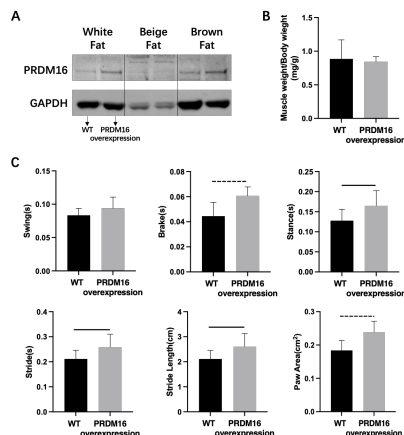 A
White Fat
Beige Fat
Brown Fat
PRDM16
GAPDH
WT
PRDM16 overexpression
B
Muscle weight/Body wieght (mg/g)
1.5
1.0
0.5
0.0
WT
PRDM16 overexpression
C
Swing(s)
0.15
0.10
0.05
0.00
WT
PRDM16 overexpression
Brake(s)
0.08
0.06
0.04
0.02
0.00
WT
PRDM16 overexpression
Stance(s)
0.25
0.20
0.15
0.10
0.05
0.00
WT
PRDM16 overexpression
Stride(s)
0.4
0.3
0.2
0.1
0.0
WT
PRDM16 overexpression
Stride Length(cm)
4
3
2
1
0
WT
PRDM16 overexpression
Paw Area(cm²)
0.3
0.2
0.1
0.0
WT
PRDM16 overexpression